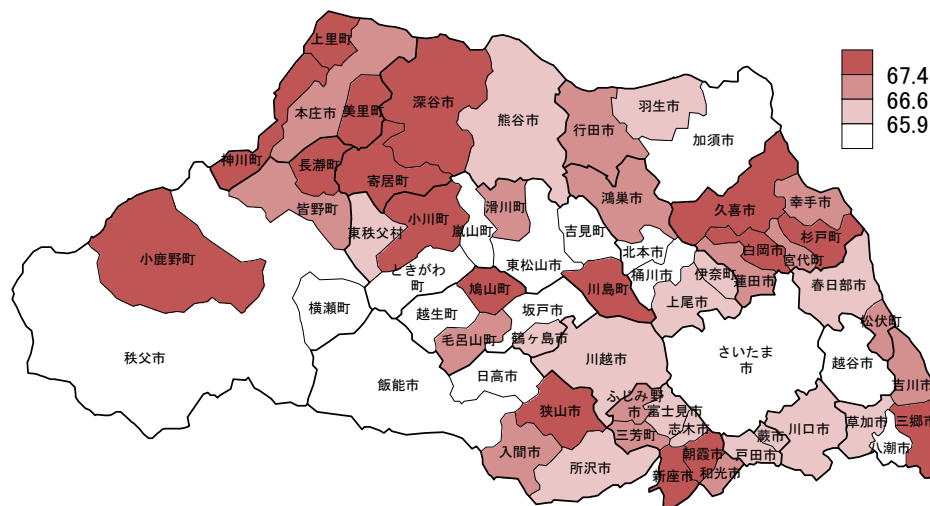 上里町
本庄市
美里町
深谷市
熊谷市
行田市
羽生市
加須市
67.4
66.6
65.9
神川町
長瀞町
寄居町
皆野町
小川町
東秩父村
嵐山町
滑川町
吉見町
鴻巣市
久喜市
幸手市
杉戸町
宮代町
白岡市
北本市
桶川市
伊奈町
蓮田市
春日部市
小鹿野町
ときがわ
町
東松山市
鳩山町
川島町
上尾市
横瀬町
越生町
坂戸市
毛呂山町
鶴ヶ島市
川越市
さいたま
市
松伏町
越谷市
秩父市
飯能市
日高市
狭山市
ふじみ野
市
富士見市
志木市
三芳町
吉川市
入間市
所沢市
新座市
朝霞市
和光市
戸田市
蕨市
川口市
草加市
八潮市
三郷市